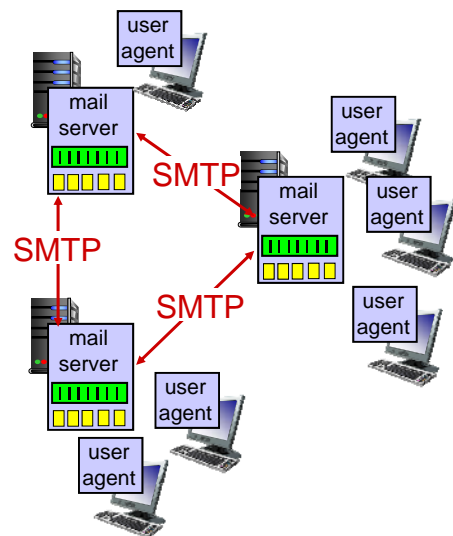 user
agent
mail
server
SMTP
user
agent
mail
server
user
agent
SMTP
SMTP
user
agent
mail
server
user
agent
user
agent